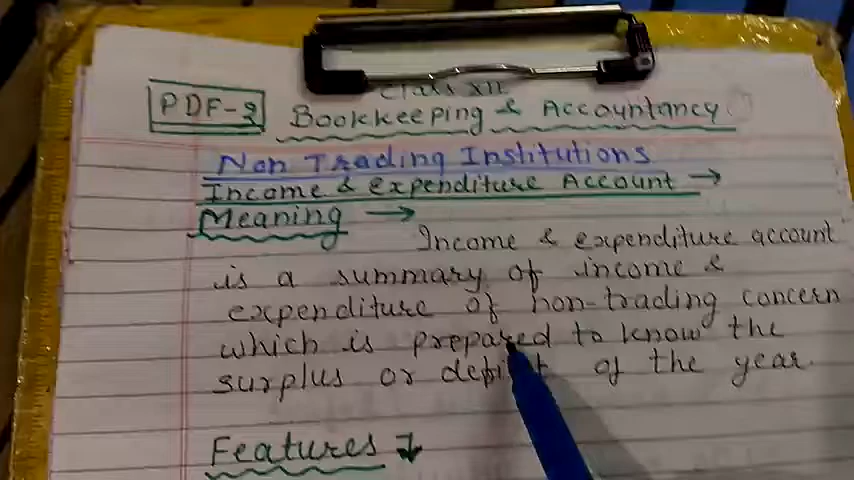 Class XII
PDF-2 Bookkeeping & Accountancy
Non Trading Institutions
Income & expenditure Account →
Meaning →
Income & expenditure account
is a summary of income &
expenditure of non-trading concern
which is prepared to know the
surplus or deficit of the year.
Features ↓